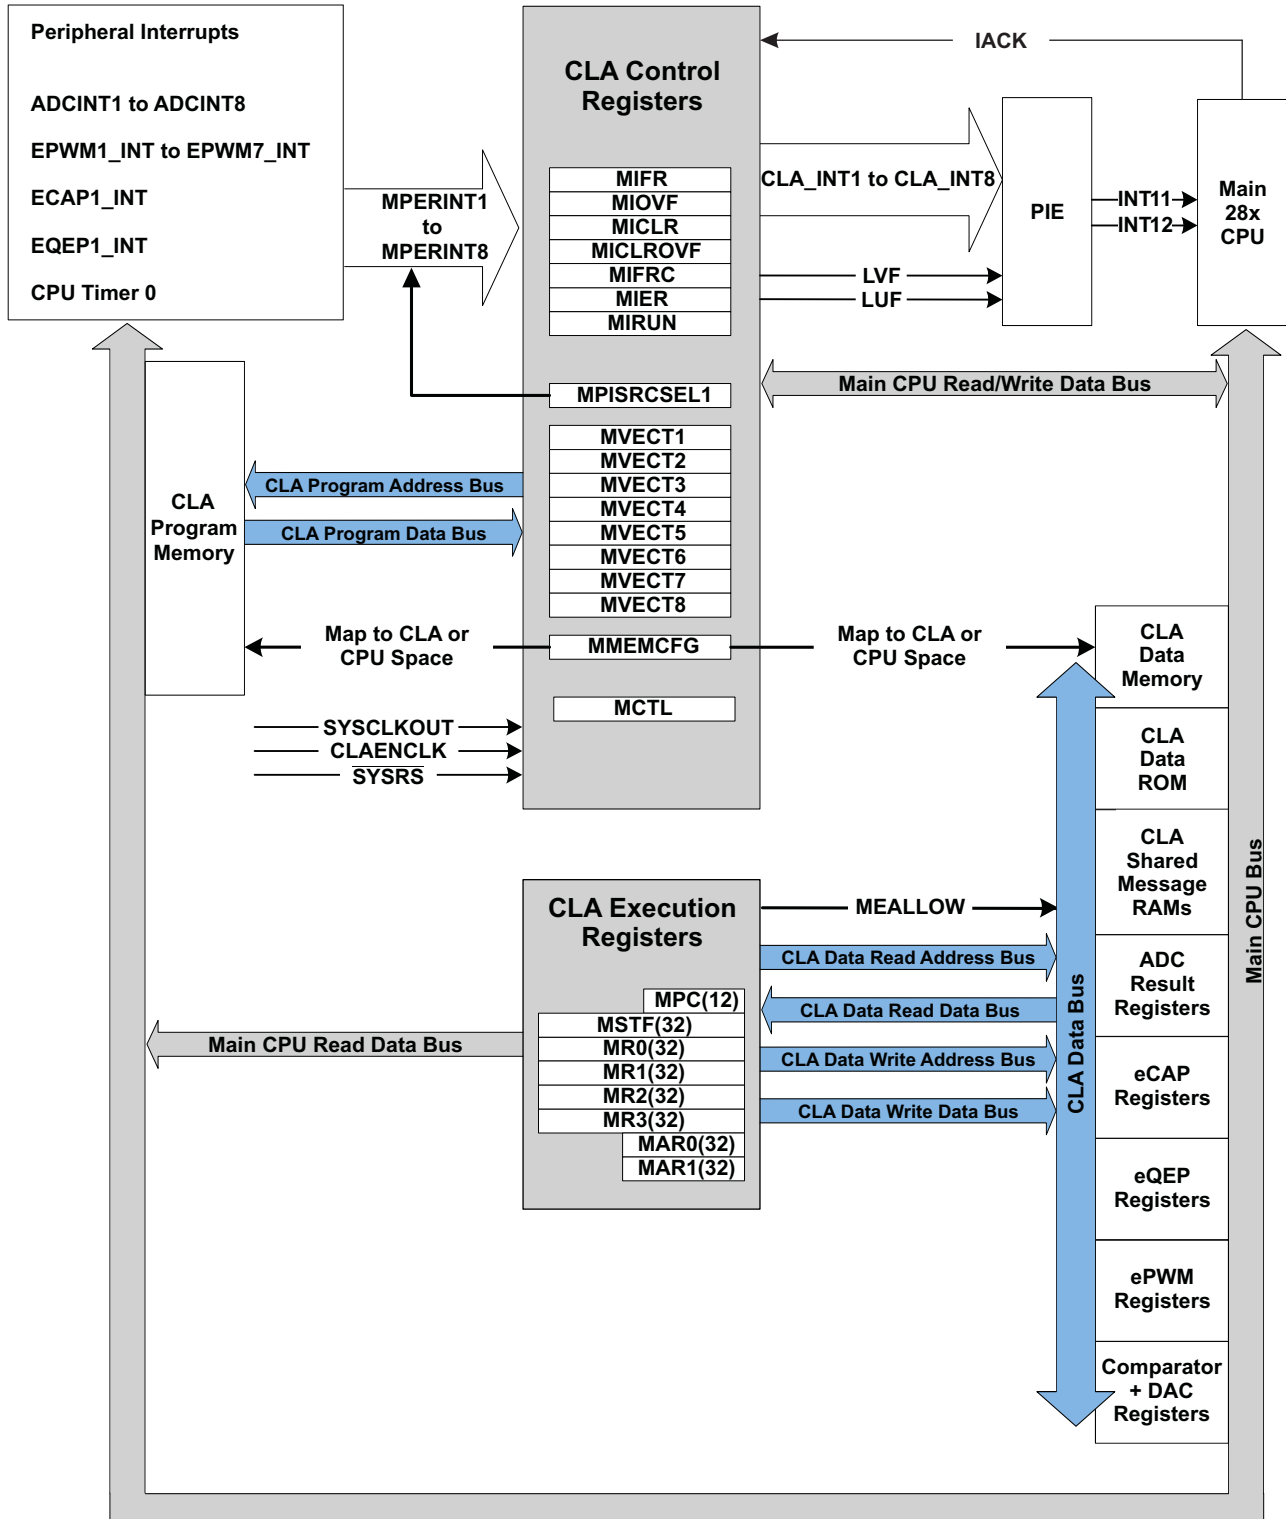 Peripheral Interrupts
ADCINT1 to ADCINT8
EPWM1_INT to EPWM7_INT
ECAP1_INT
EQEP1_INT
CPU Timer 0
MPERINT1
to
MPERINT8
CLA Control
Registers
MIFR
MIOVF
MICLR
MICLROVF
MIFRC
MIER
MIRUN
MPISRCSEL1
MVECT1
MVECT2
MVECT3
MVECT4
MVECT5
MVECT6
MVECT7
MVECT8
MMEMCFG
MCTL
IACK
CLA_INT1 to CLA_INT8
LVF
LUF
PIE
INT11
INT12
Main
28x
CPU
Main CPU Read/Write Data Bus
CLA
Program
Memory
CLA Program Address Bus
CLA Program Data Bus
Map to CLA or
CPU Space
Map to CLA or
CPU Space
SYSCLKOUT
CLAENCLK
SYSRS
CLA
Data
Memory
CLA
Data
ROM
CLA
Shared
Message
RAMs
ADC
Result
Registers
eCAP
Registers
eQEP
Registers
ePWM
Registers
Comparator
+ DAC
Registers
Main CPU Bus
CLA Data Bus
CLA Execution
Registers
MPC(12)
MSTF(32)
MR0(32)
MR1(32)
MR2(32)
MR3(32)
MAR0(32)
MAR1(32)
MEALLOW
CLA Data Read Address Bus
CLA Data Read Data Bus
CLA Data Write Address Bus
CLA Data Write Data Bus
Main CPU Read Data Bus